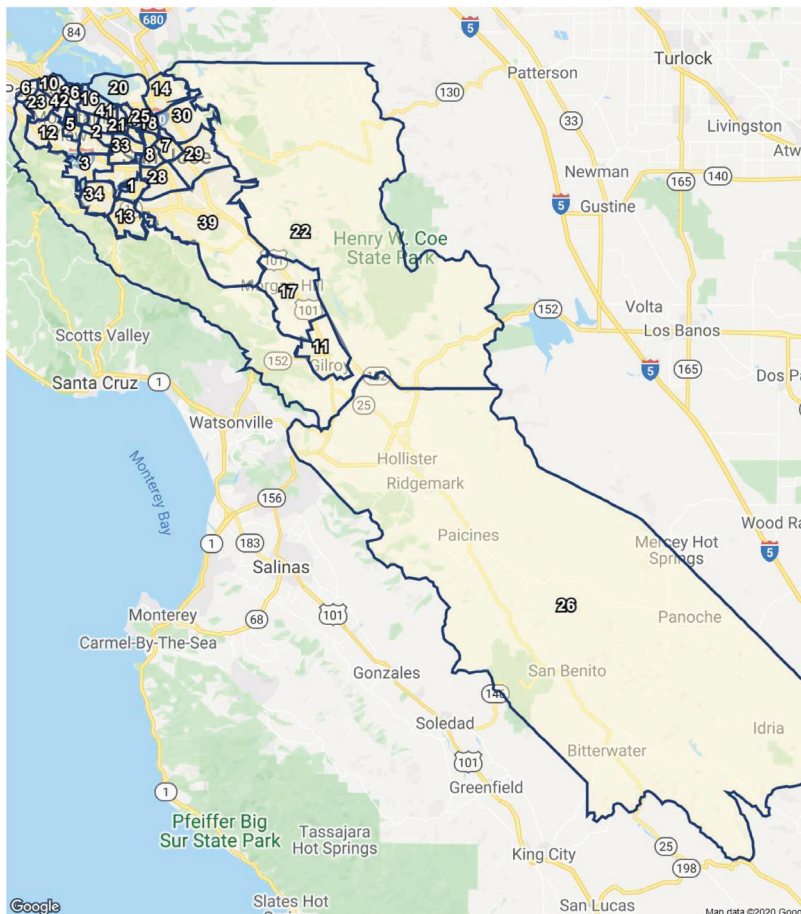 680
84
5
Turlock
Patterson
130
33
Livingston
Atw
Newman
140
165
5
Gustine
6
10
36
20
14
23
42
16
41
25
30
12
5
2
21
6
7
3
33
8
29
34
1
28
13
39
22
Henry W. Coe
State Park
101
17
Morgan Hill
101
Volta
152
Los Banos
165
5
Dos Pa
Scotts Valley
11
Gilroy
152
Santa Cruz
1
152
25
Watsonville
Hollister
Ridgemark
Monterey
Bay
156
1
183
Paicines
Wood Ra
Mercey Hot
Springs
5
Salinas
26
Monterey
68
101
Panoche
Carmel-By-The-Sea
Gonzales
San Benito
146
Soledad
Idria
101
Bitterwater
1
Greenfield
Pfeiffer Big
Sur State Park
Tassajara
Hot Springs
25
King City
198
Slates Hot
San Lucas
Google
Map data ©2020 Goog